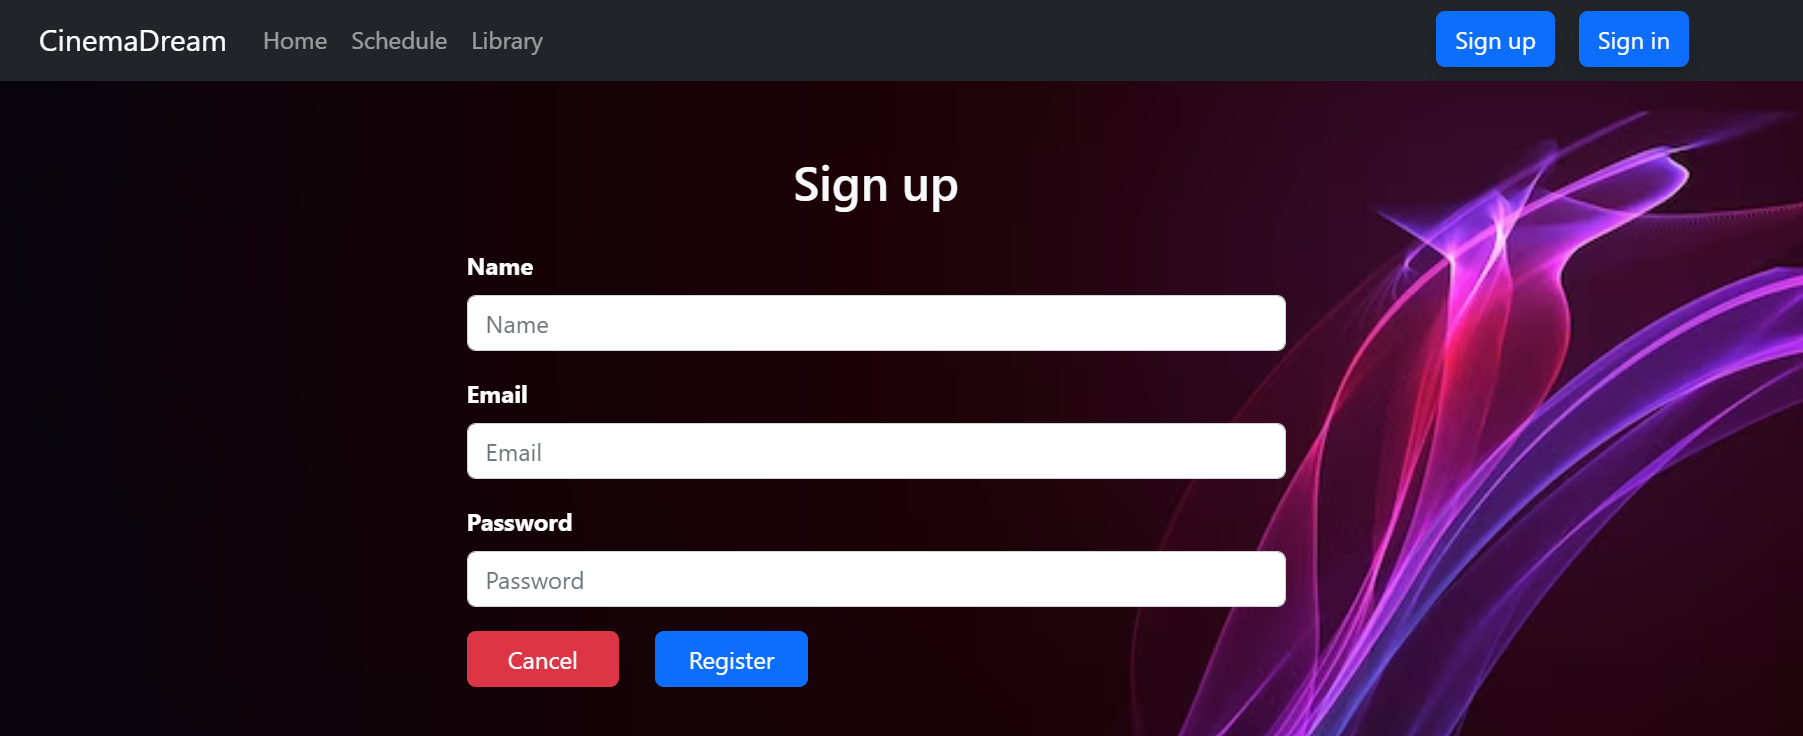 CinemaDream Home Schedule Library Sign up Sign in
Sign up
Name
Name
Email
Email
Password
Password
Cancel Register